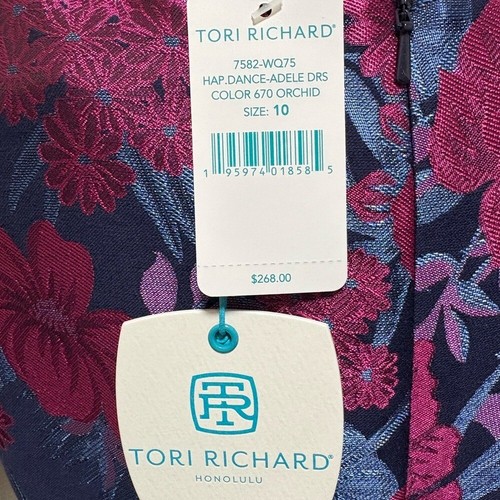 TORI RICHARD®
7582-WQ75
HAP.DANCE-ADELE DRS
COLOR 670 ORCHID
SIZE: 10
1 95974 01858 5
$268.00
TR
TORI RICHARD®
HONOLULU